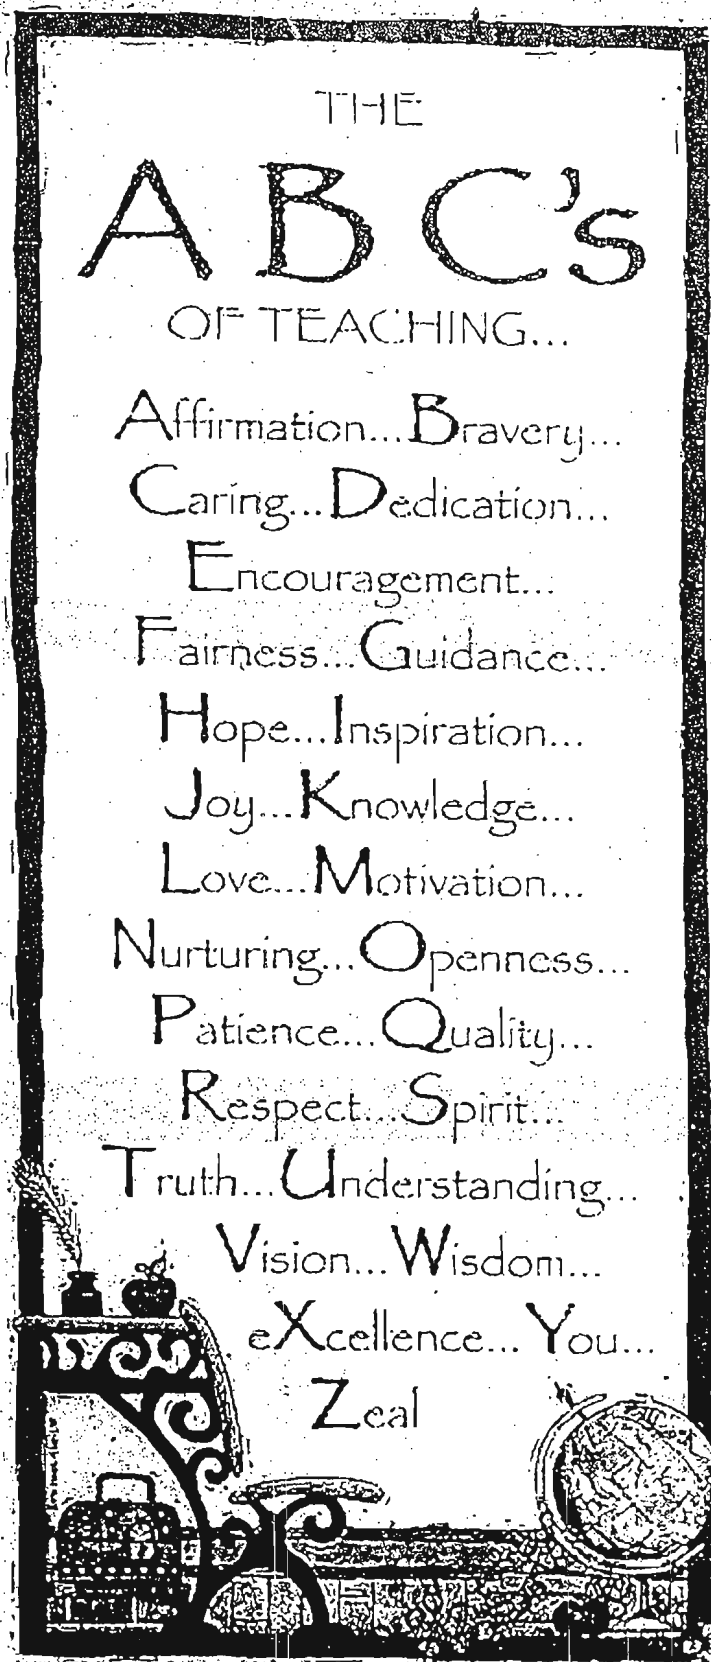 THE
A B C's
OF TEACHING...
Affirmation...Bravery...
Caring...Dedication...
Encouragement...
Fairness...Guidance...
Hope...Inspiration...
Joy...Knowledge...
Love...Motivation...
Nurturing...Openness...
Patience...Quality...
Respect...Spirit...
Truth...Understanding...
Vision...Wisdom...
eXcellence...You...
Zeal